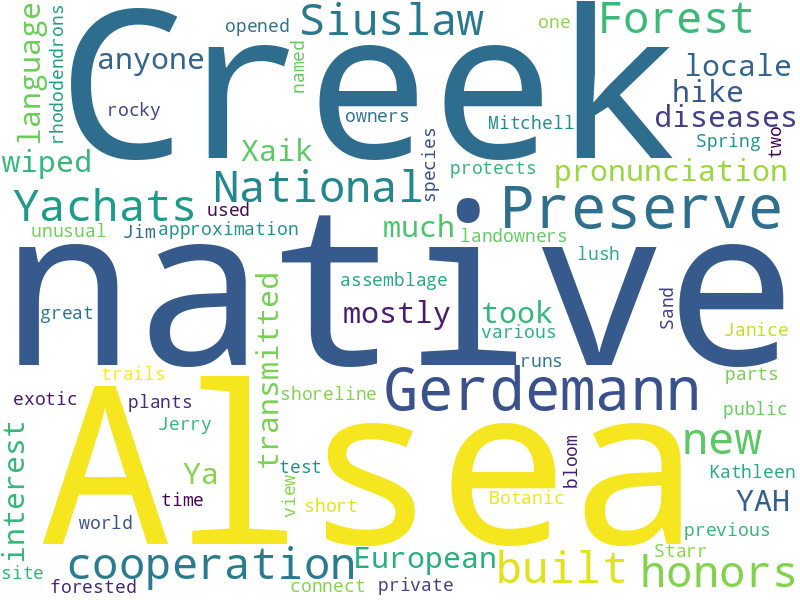 Creek
native
Alsea
Siuslaw
Forest
opened
one
language
rhododendrons
named
anyone
locale
hike
rocky
owners
Mitchell
diseases
two
Spring
Xaik
species
wiped
protects
pronunciation
National
Preserve
Yachats
used
much
unusual
Jim
approximation
landowners
lush
assemblage
transmitted
great
mostly
took
Sand
various
Janice
runs
trails
parts
Gerdemann
shoreline
exotic
plants
public
Jerry
interest
new
bloom
test
Ya
Kathleen
view
time
short
Botanic
YAH
world
previous
cooperation
European
Starr
built
honors
site
forested
connect
private